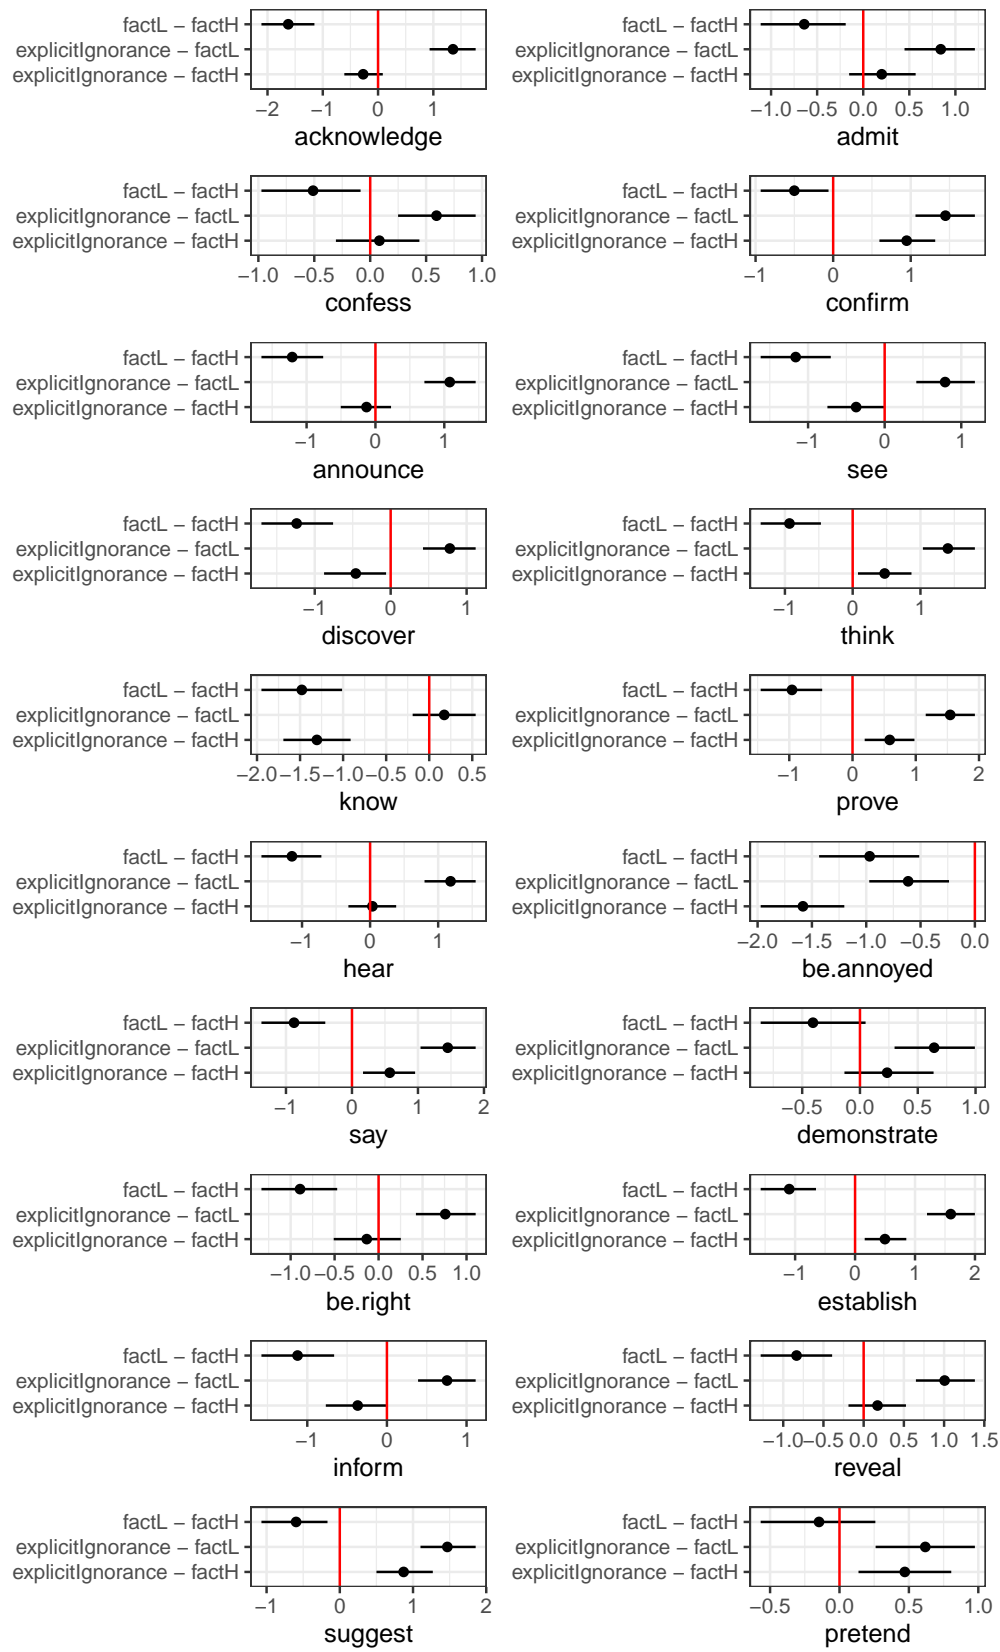 factL − factH
explicitIgnorance − factL
explicitIgnorance − factH
−2 −1 0 1
acknowledge
factL − factH
explicitIgnorance − factL
explicitIgnorance − factH
−1.0 −0.5 0.0 0.5 1.0
admit
factL − factH
explicitIgnorance − factL
explicitIgnorance − factH
−1.0 −0.5 0.0 0.5 1.0
confess
factL − factH
explicitIgnorance − factL
explicitIgnorance − factH
−1 0 1
confirm
factL − factH
explicitIgnorance − factL
explicitIgnorance − factH
−1 0 1
announce
factL − factH
explicitIgnorance − factL
explicitIgnorance − factH
−1 0 1
see
factL − factH
explicitIgnorance − factL
explicitIgnorance − factH
−1 0 1
discover
factL − factH
explicitIgnorance − factL
explicitIgnorance − factH
−1 0 1
think
factL − factH
explicitIgnorance − factL
explicitIgnorance − factH
−2.0 −1.5 −1.0 −0.5 0.0 0.5
know
factL − factH
explicitIgnorance − factL
explicitIgnorance − factH
−1 0 1 2
prove
factL − factH
explicitIgnorance − factL
explicitIgnorance − factH
−1 0 1
hear
factL − factH
explicitIgnorance − factL
explicitIgnorance − factH
−2.0 −1.5 −1.0 −0.5 0.0
be.annoyed
factL − factH
explicitIgnorance − factL
explicitIgnorance − factH
−1 0 1 2
say
factL − factH
explicitIgnorance − factL
explicitIgnorance − factH
−0.5 0.0 0.5 1.0
demonstrate
factL − factH
explicitIgnorance − factL
explicitIgnorance − factH
−1.0 −0.5 0.0 0.5 1.0
be.right
factL − factH
explicitIgnorance − factL
explicitIgnorance − factH
−1 0 1 2
establish
factL − factH
explicitIgnorance − factL
explicitIgnorance − factH
−1 0 1
inform
factL − factH
explicitIgnorance − factL
explicitIgnorance − factH
−1.0 −0.5 0.0 0.5 1.0 1.5
reveal
factL − factH
explicitIgnorance − factL
explicitIgnorance − factH
−1 0 1 2
suggest
factL − factH
explicitIgnorance − factL
explicitIgnorance − factH
−0.5 0.0 0.5 1.0
pretend